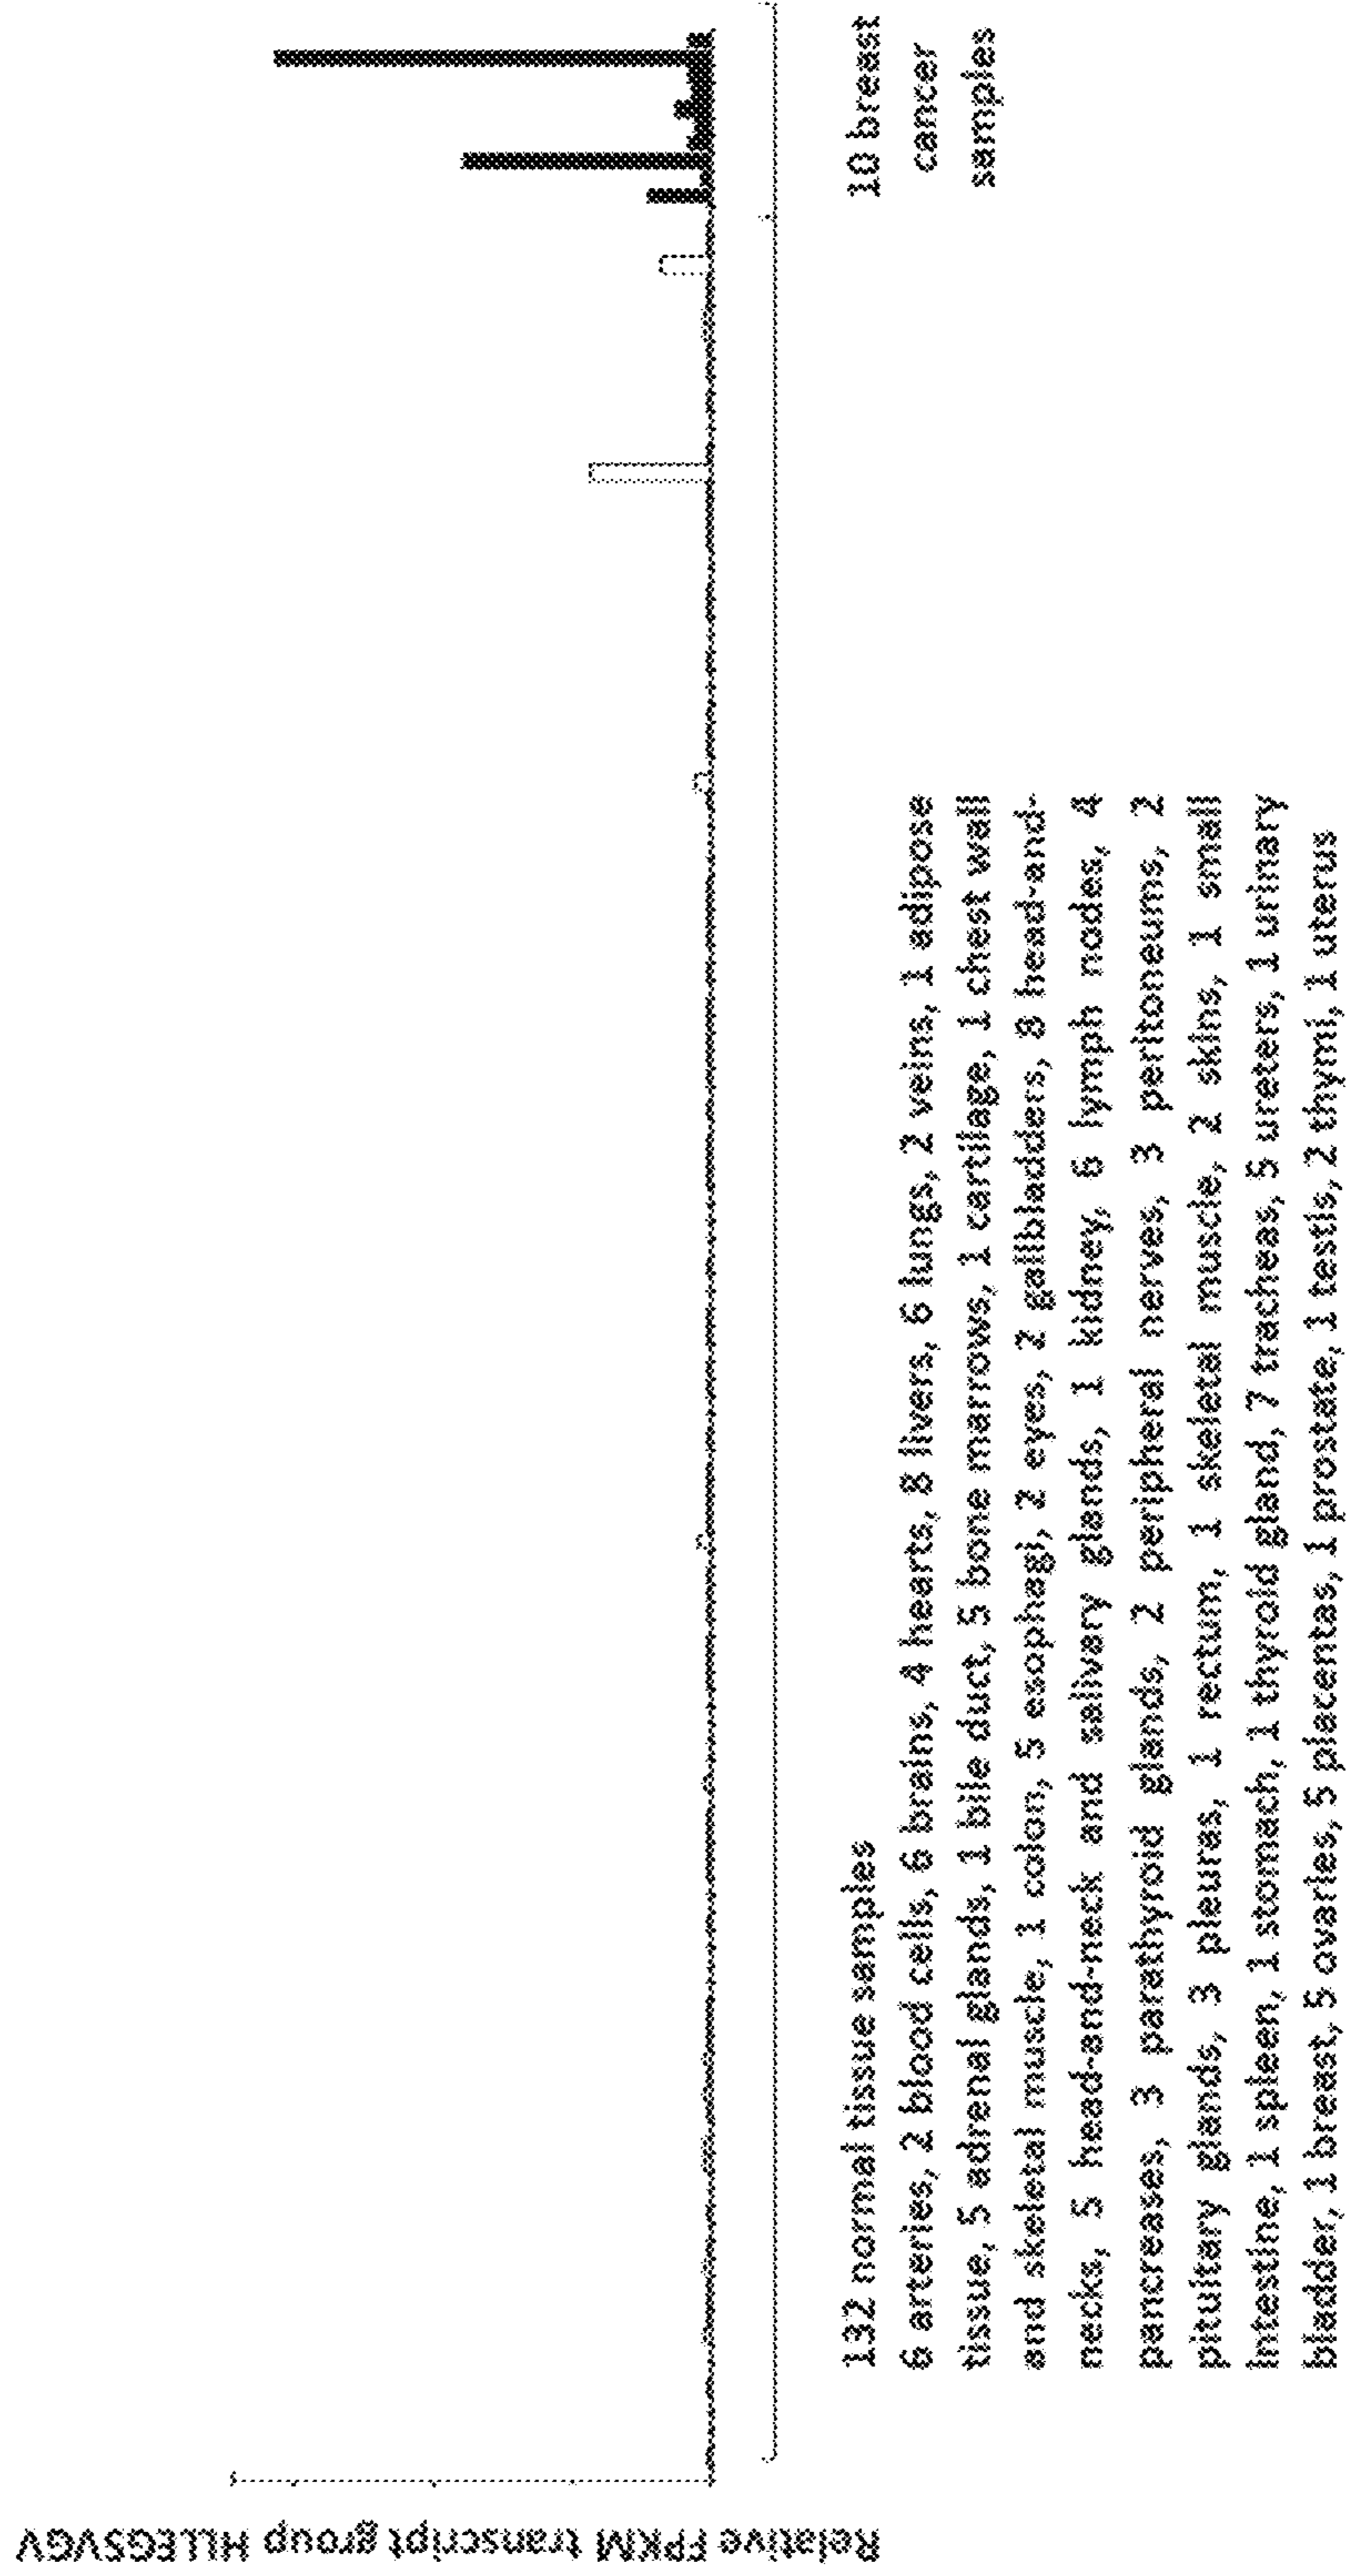 Relative FPKM transcript group HLLEGSVGV
132 normal tissue samples
6 arteries, 2 blood cells, 6 brains, 4 hearts, 8 livers, 6 lungs, 2 veins, 1 adipose
tissue, 5 adrenal glands, 1 bile duct, 5 bone marrows, 1 cartilage, 1 chest wall
and skeletal muscle, 1 colon, 5 esophagi, 2 eyes, 2 gallbladders, 8 head-and-
necks, 5 head-and-neck and salivary glands, 1 kidney, 6 lymph nodes, 4
pancreases, 3 parathyroid glands, 2 peripheral nerves, 3 peritoneums, 2
pituitary glands, 3 pleuras, 1 rectum, 1 skeletal muscle, 2 skins, 1 small
intestine, 1 spleen, 1 stomach, 1 thyroid gland, 7 tracheas, 5 ureters, 1 urinary
bladder, 1 breast, 5 ovaries, 5 placentas, 1 prostate, 1 testis, 2 thymi, 1 uterus
10 breast
cancer
samples